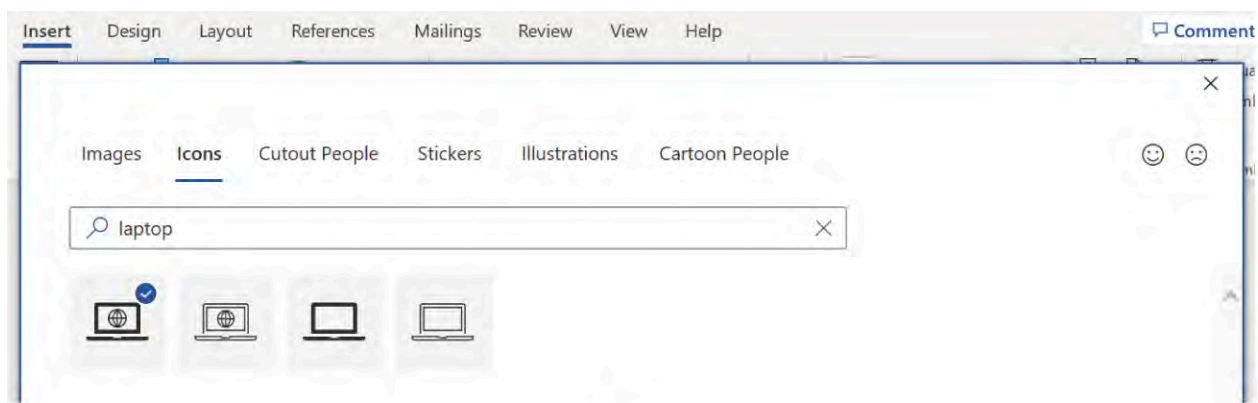 Insert Design Layout References Mailings Review View Help Comment
Images Icons Cutout People Stickers Illustrations Cartoon People
laptop